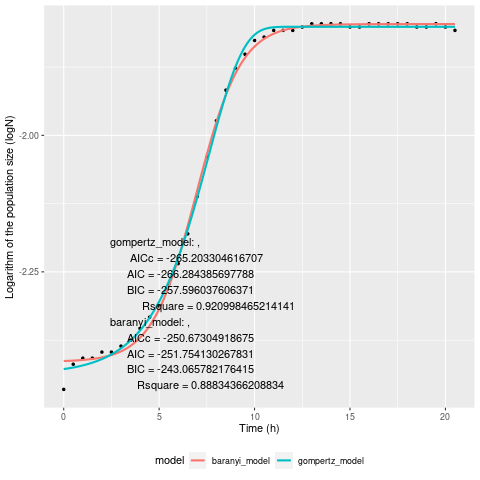 Logarithm of the population size (logN)
-2.00
-2.25
gompertz_model: ,
AICc = -265.203304616707
AIC = -266.284385697788
BIC = -257.596037606371
Rsquare = 0.920998465214141
baranyi_model: ,
AICc = -250.67304918675
AIC = -251.754130267831
BIC = -243.065782176415
Rsquare = 0.88834366208834
0 5 10 15 20
Time (h)
model baranyi_model gompertz_model